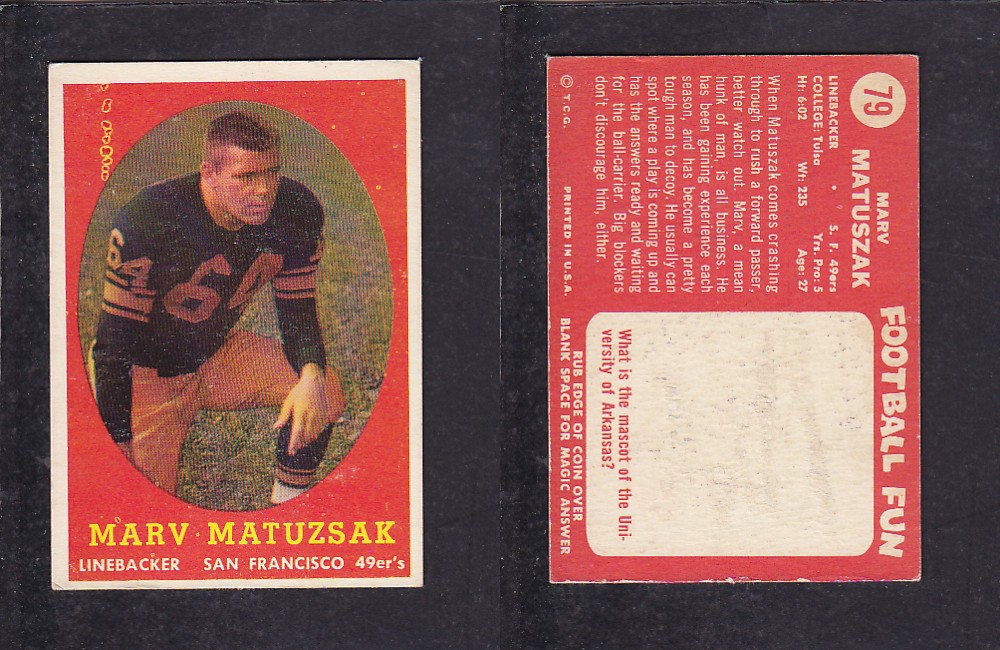 64 64
MARV MATUZSAK
LINEBACKER SAN FRANCISCO 49er's
79
MARV
MATUSZAK
LINEBACKER • S. F. 49ers
COLLEGE: Tulsa Yrs. Pro: 5
Ht: 6:02 Wt: 235 Age: 27
When Matuszak comes crashing
through to rush a forward passer,
better watch out. Marv, a mean
hunk of man, is all business. He
has been gaining experience each
season, and has become a pretty
tough man to decoy. He usually can
spot where a play is coming up and
has the answers ready and waiting
for the ball-carrier. Big blockers
don't discourage him, either.
© T.C.G. PRINTED IN U.S.A.
FOOTBALL FUN
What is the mascot of the Uni-
versity of Arkansas?
RUB EDGE OF COIN OVER
BLANK SPACE FOR MAGIC ANSWER